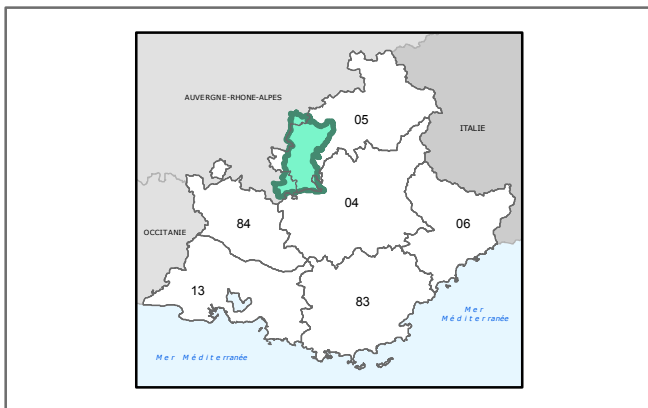 AUVERGNE-RHONE-ALPES
05
ITALIE
04
84
06
OCCITANIE
13
83
Mer
Méditerranée
Mer Méditerranée